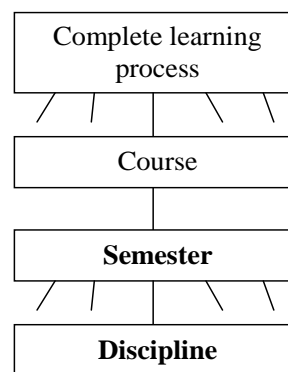 Complete learning
process
Course
Semester
Discipline